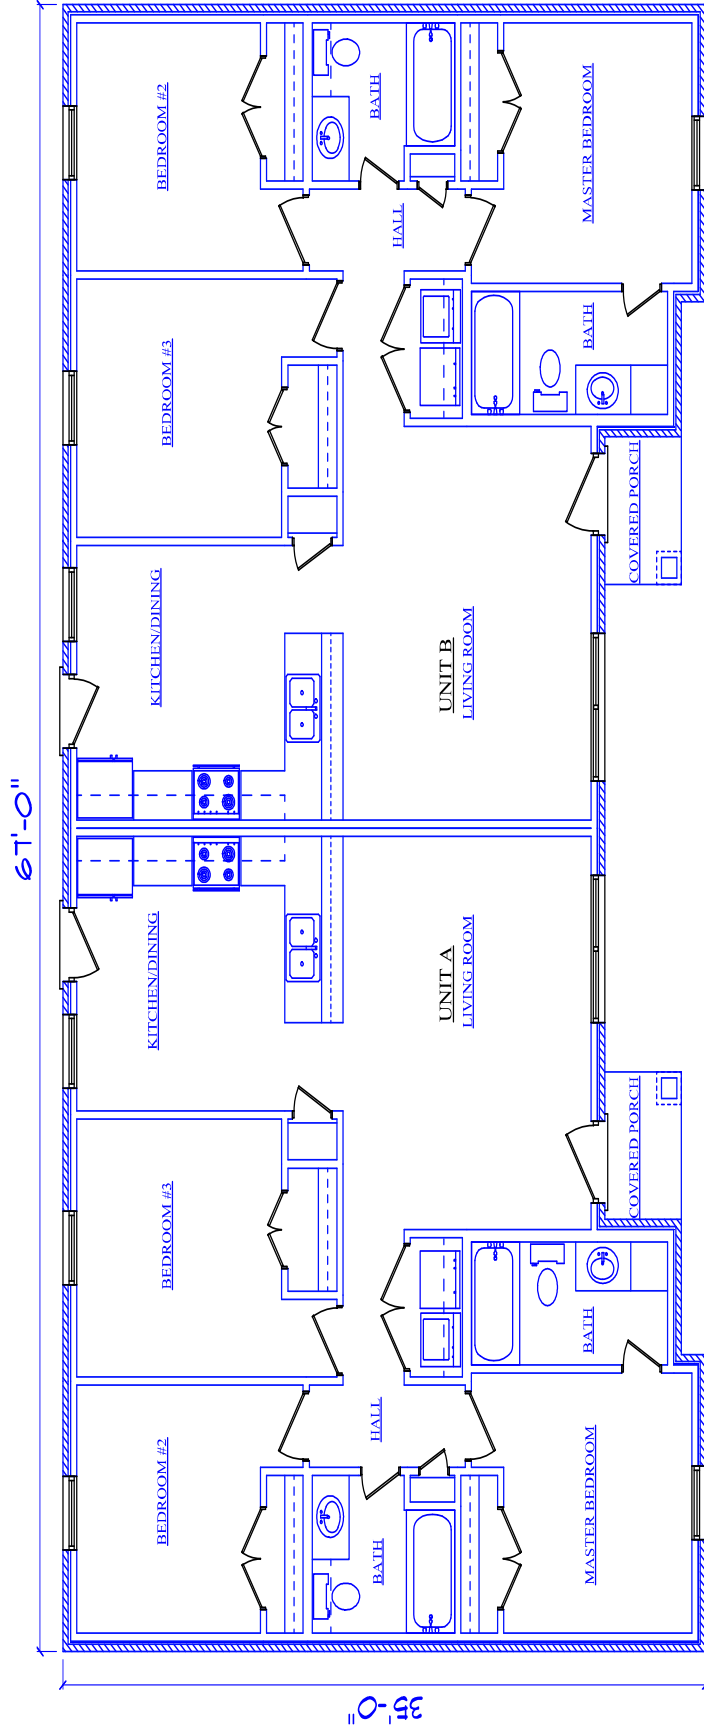 67'-0"
BEDROOM #2
BEDROOM #3
KITCHEN/DINING
KITCHEN/DINING
BEDROOM #3
BEDROOM #2
35'-0"
BATH
HALL
HALL
BATH
UNIT A
LIVING ROOM
UNIT B
LIVING ROOM
MASTER BEDROOM
BATH
BATH
MASTER BEDROOM
COVERED PORCH
COVERED PORCH